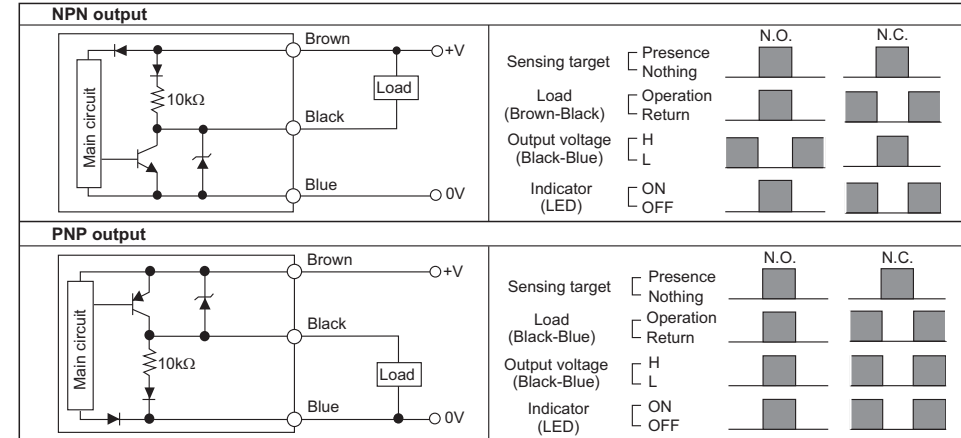 NPN output
Brown
+V
Load
10kΩ
Black
Main circuit
Blue
0V
N.O.
N.C.
Sensing target
Presence
Nothing
Load
(Brown-Black)
Operation
Return
Output voltage
(Black-Blue)
H
L
Indicator
(LED)
ON
OFF
PNP output
Brown
+V
Black
Main circuit
10kΩ
Load
Blue
0V
N.O.
N.C.
Sensing target
Presence
Nothing
Load
(Black-Blue)
Operation
Return
Output voltage
(Black-Blue)
H
L
Indicator
(LED)
ON
OFF